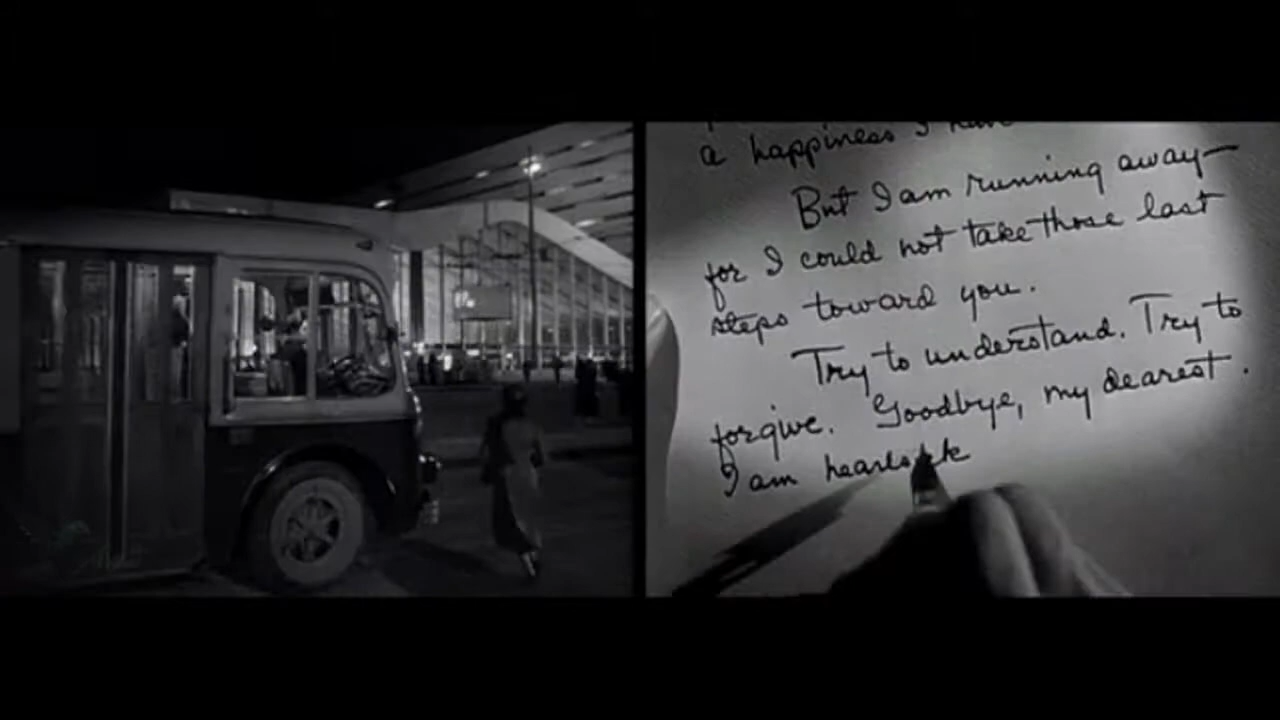 a happiness I have
But I am running away—
for I could not take those last
steps toward you.
Try to understand. Try to
forgive. Goodbye, my dearest.
I am